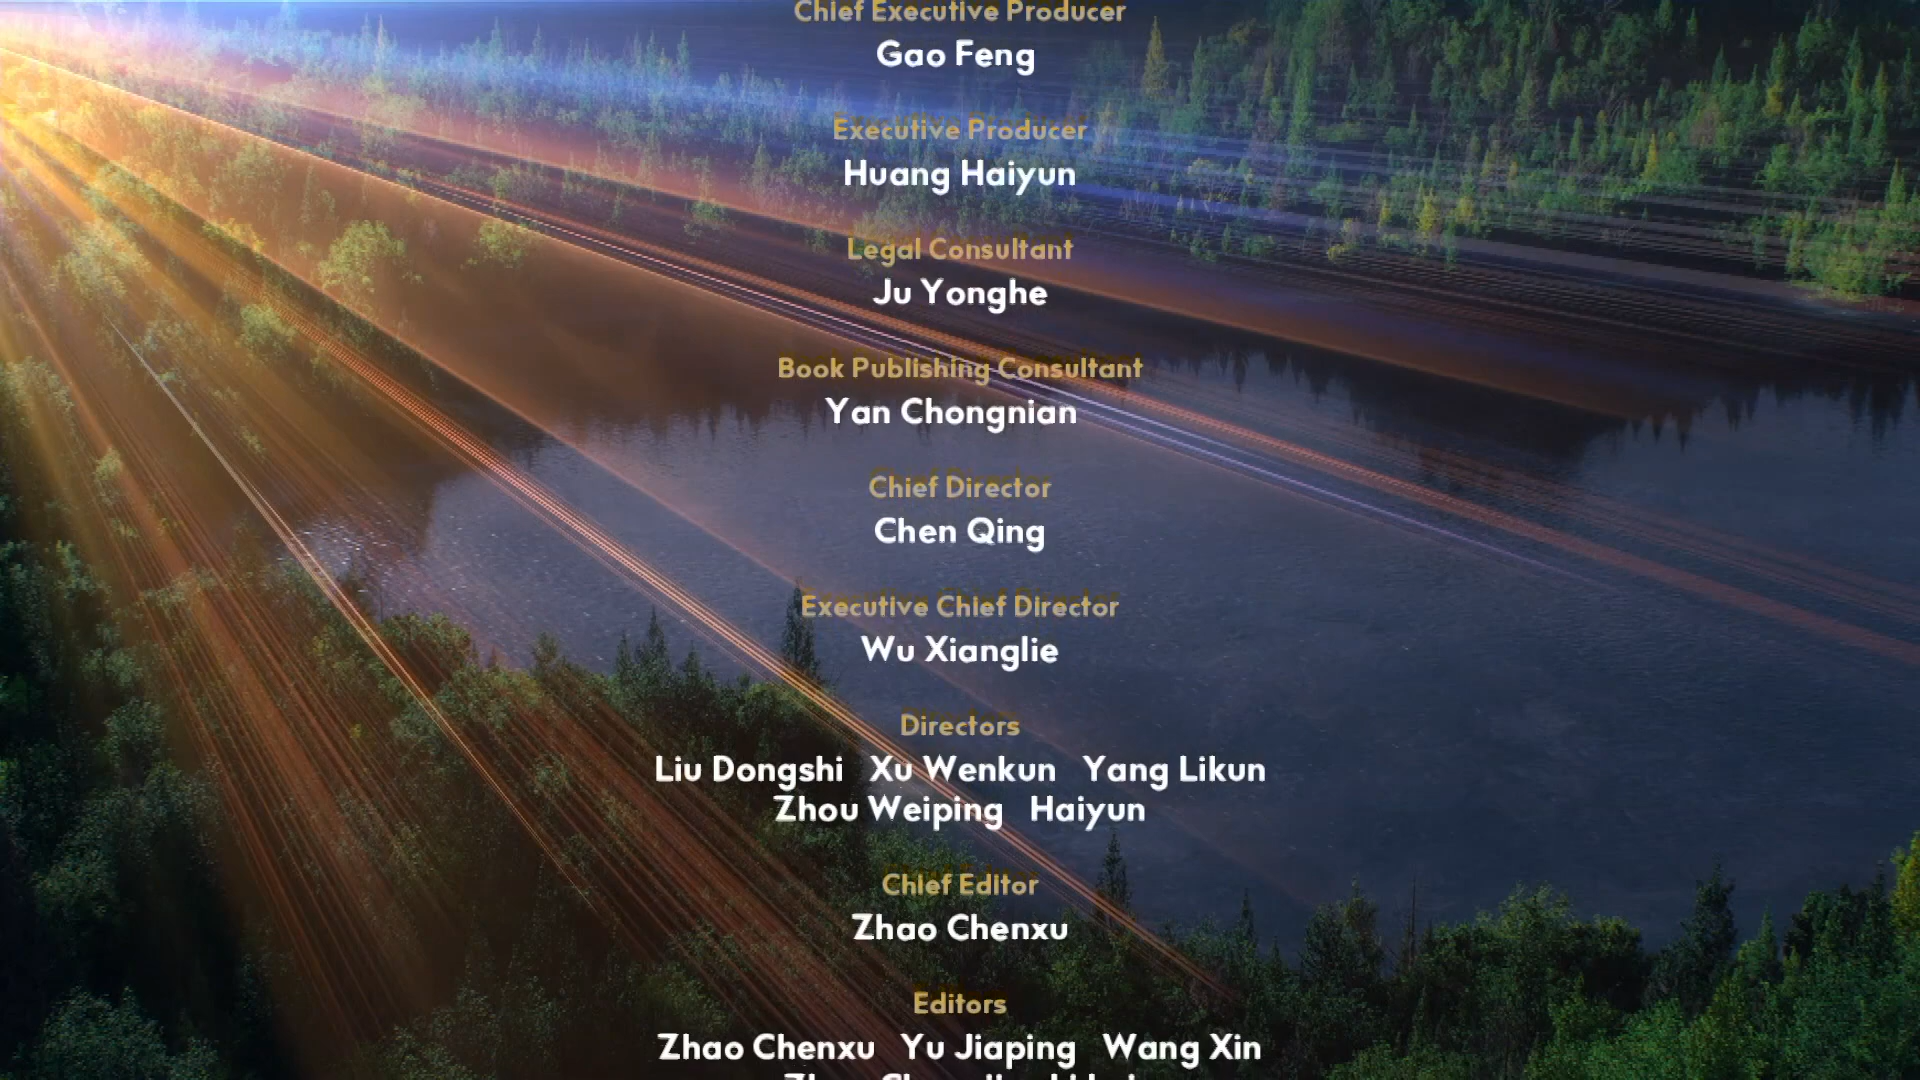 Chief Executive Producer
Gao Feng
Executive Producer
Huang Haiyun
Legal Consultant
Ju Yonghe
Book Publishing Consultant
Yan Chongnian
Chief Director
Chen Qing
Executive Chief Director
Wu Xianglie
Directors
Liu Dongshi Xu Wenkun Yang Likun
Zhou Weiping Haiyun
Chief Editor
Zhao Chenxu
Editors
Zhao Chenxu Yu Jiaping Wang Xin